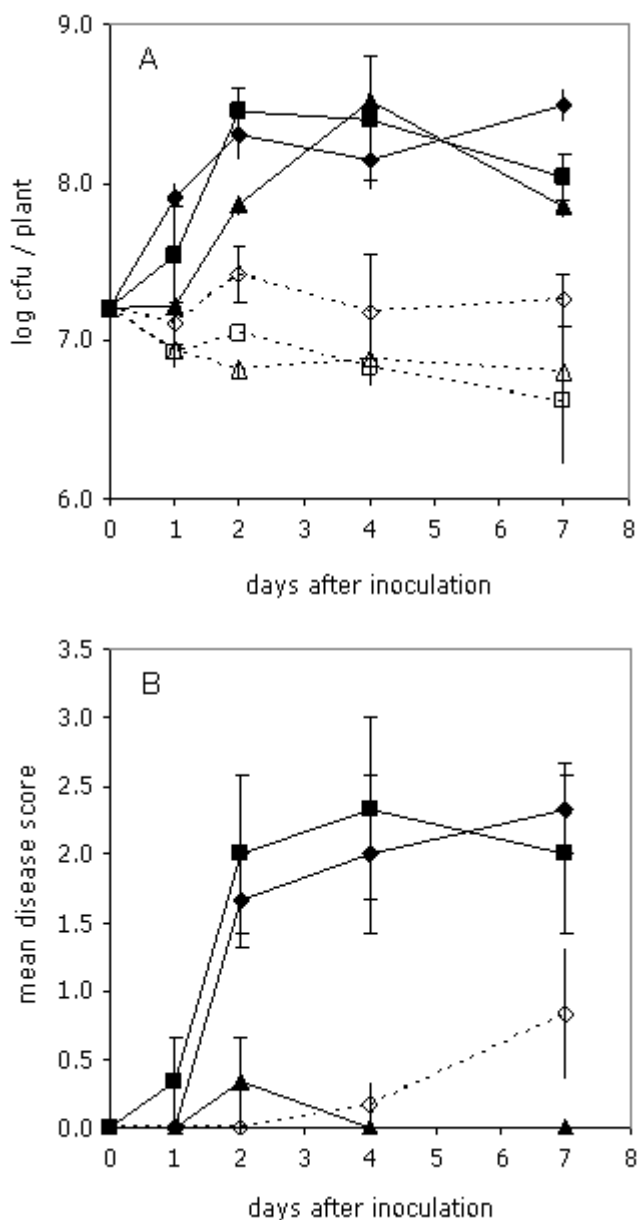 A
9.0
8.0
7.0
6.0
log cfu / plant
0 1 2 3 4 5 6 7 8
days after inoculation
B
3.5
3.0
2.5
2.0
1.5
1.0
0.5
0.0
mean disease score
0 1 2 3 4 5 6 7 8
days after inoculation